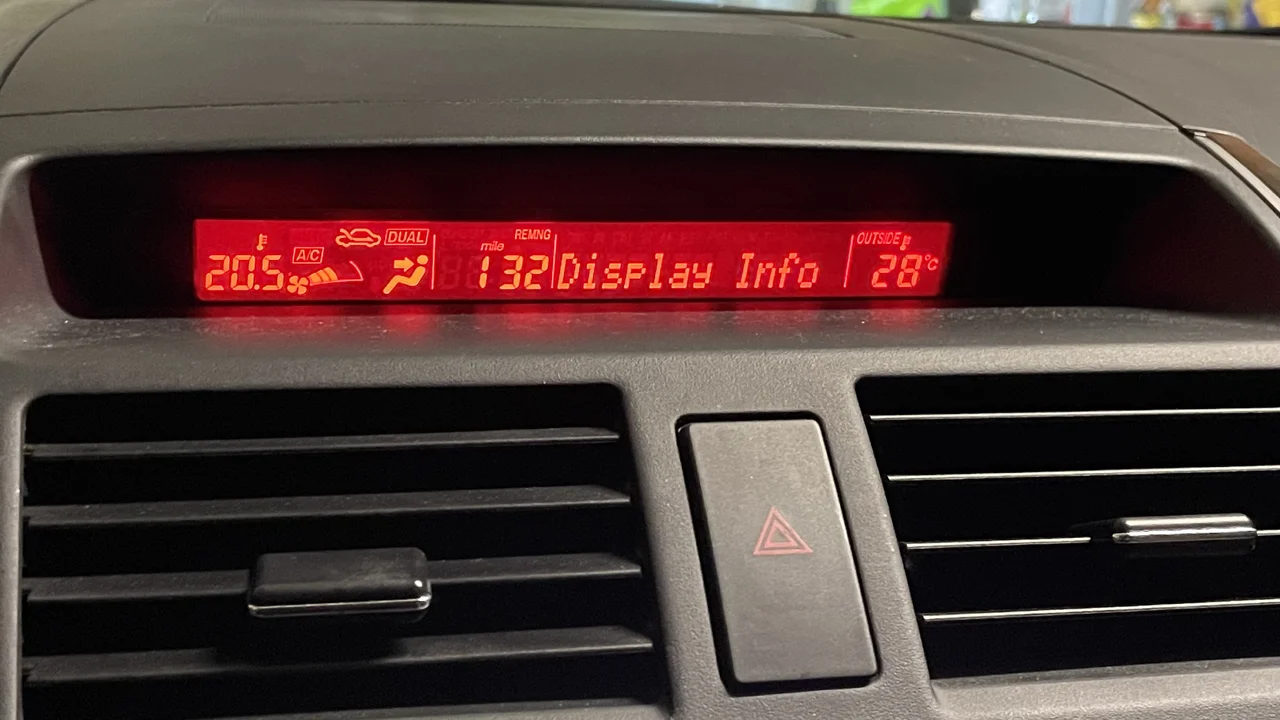 DUAL
REMNG
OUTSIDE
A/C
mile
20.5
132
Display Info
28°C